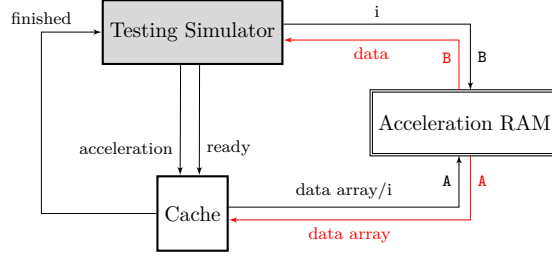 finished
Testing Simulator
i
data
B
B
Acceleration RAM
acceleration
ready
A
A
data array/i
Cache
data array